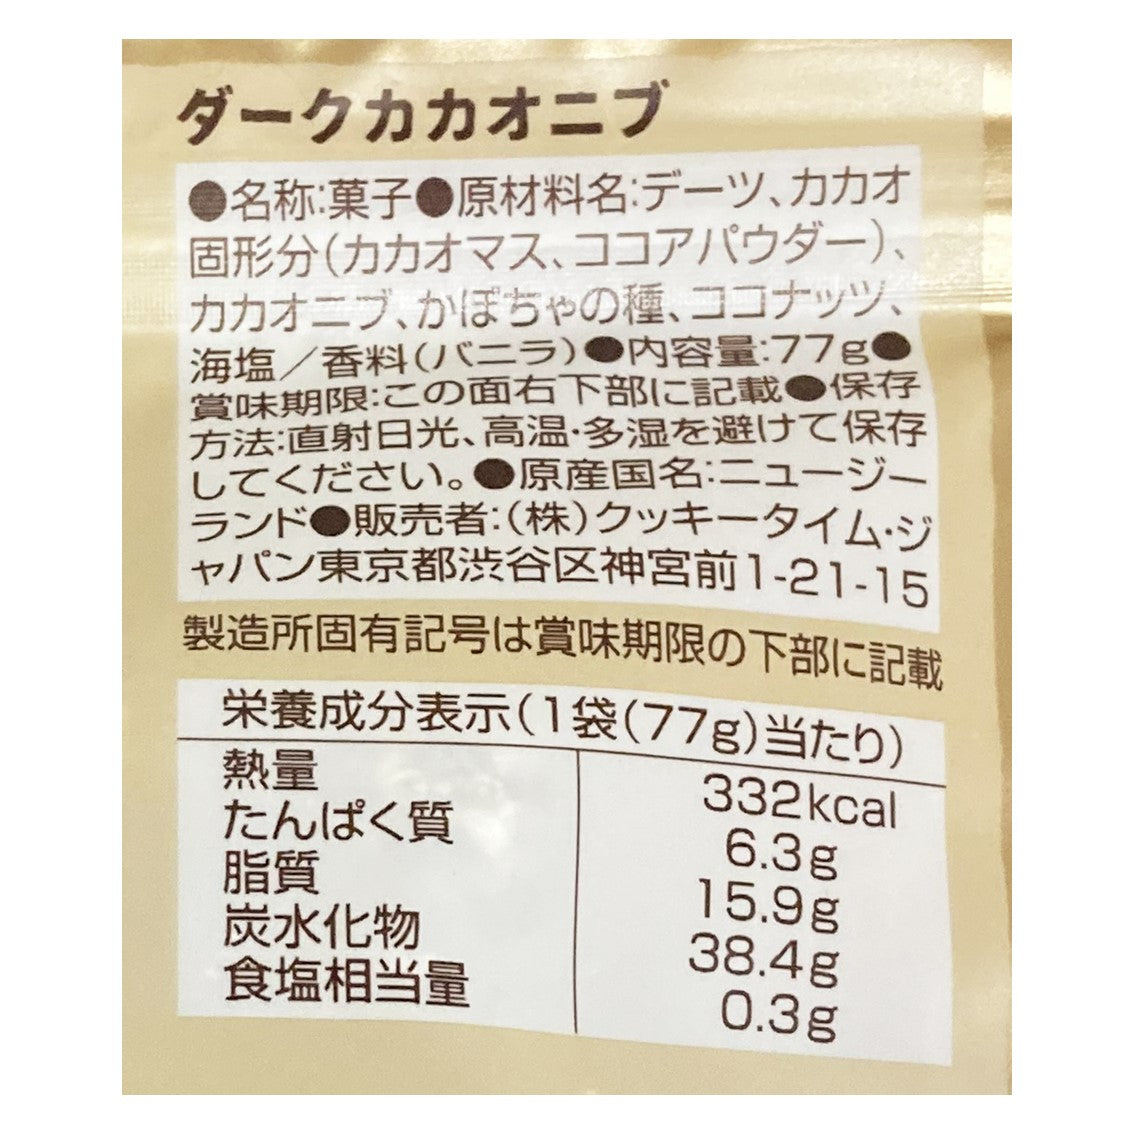 ダークカカオニブ
●名称:菓子●原材料名:デーツ、カカオ
固形分(カカオマス、ココアパウダー)、
カカオニブ、かぼちゃの種、ココナッツ、
海塩／香料(バニラ)●内容量:77g●
賞味期限:この面右下部に記載●保存
方法:直射日光、高温・多湿を避けて保存
してください。●原産国名:ニュージー
ランド●販売者:(株)クッキータイム・ジ
ャパン東京都渋谷区神宮前1-21-15
製造所固有記号は賞味期限の下部に記載
栄養成分表示(1袋(77g)当たり)
熱量 332kcal
たんぱく質 6.3g
脂質 15.9g
炭水化物 38.4g
食塩相当量 0.3g